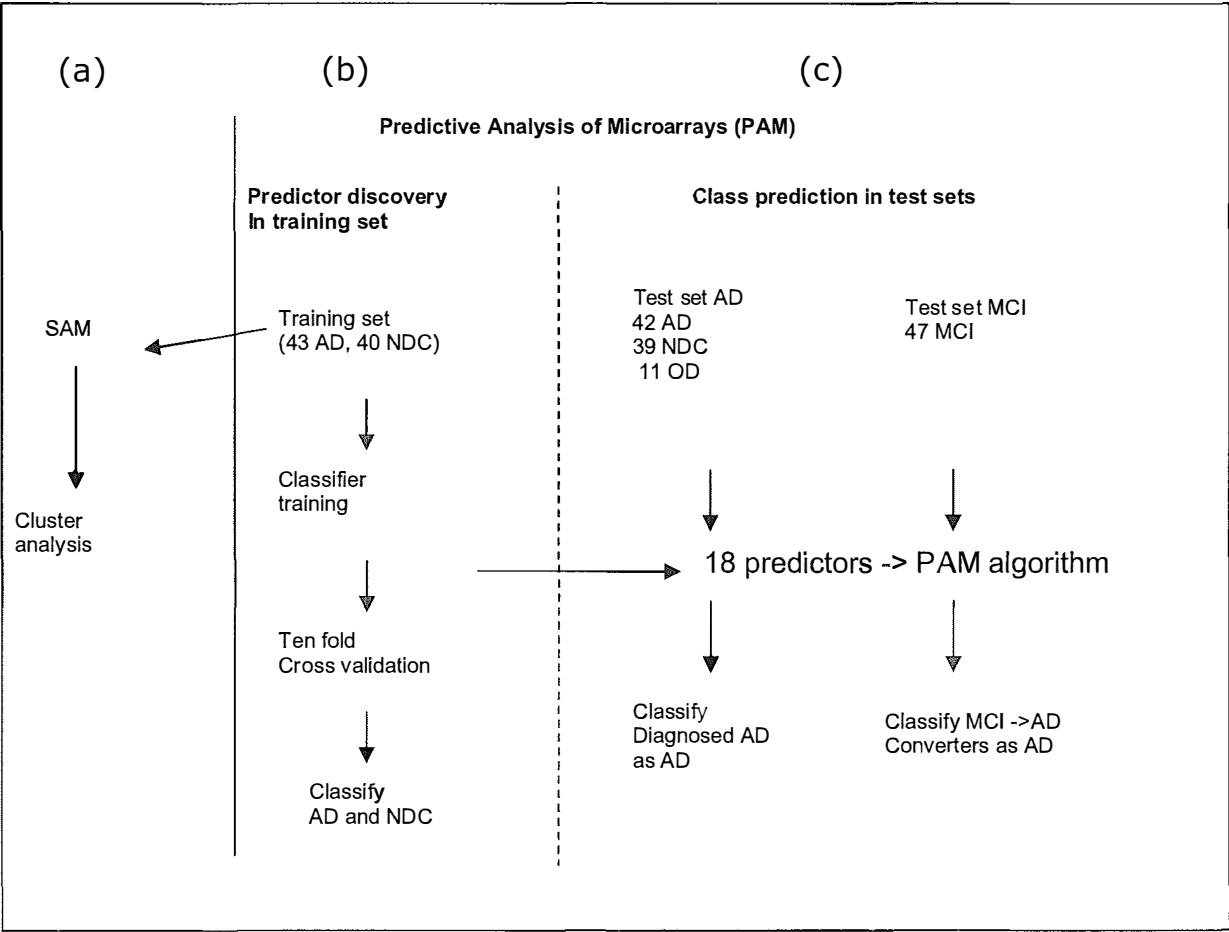 (a)
(b)
(c)
Predictive Analysis of Microarrays (PAM)
Predictor discovery
In training set
Class prediction in test sets
SAM
Cluster
analysis
Training set
(43 AD, 40 NDC)
Classifier
training
Ten fold
Cross validation
Classify
AD and NDC
Test set AD
42 AD
39 NDC
11 OD
Test set MCI
47 MCI
18 predictors -> PAM algorithm
Classify
Diagnosed AD
as AD
Classify MCI ->AD
Converters as AD